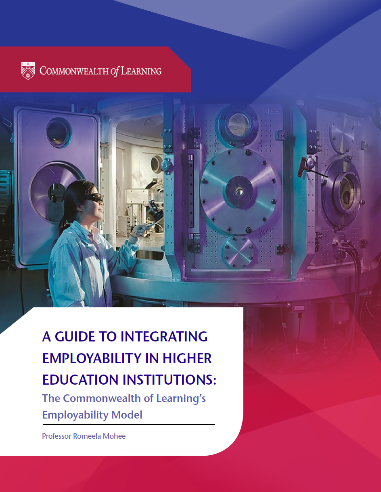 COMMONWEALTH of LEARNING
A GUIDE TO INTEGRATING
EMPLOYABILITY IN HIGHER
EDUCATION INSTITUTIONS:
The Commonwealth of Learning's
Employability Model
Professor Romeela Mohee